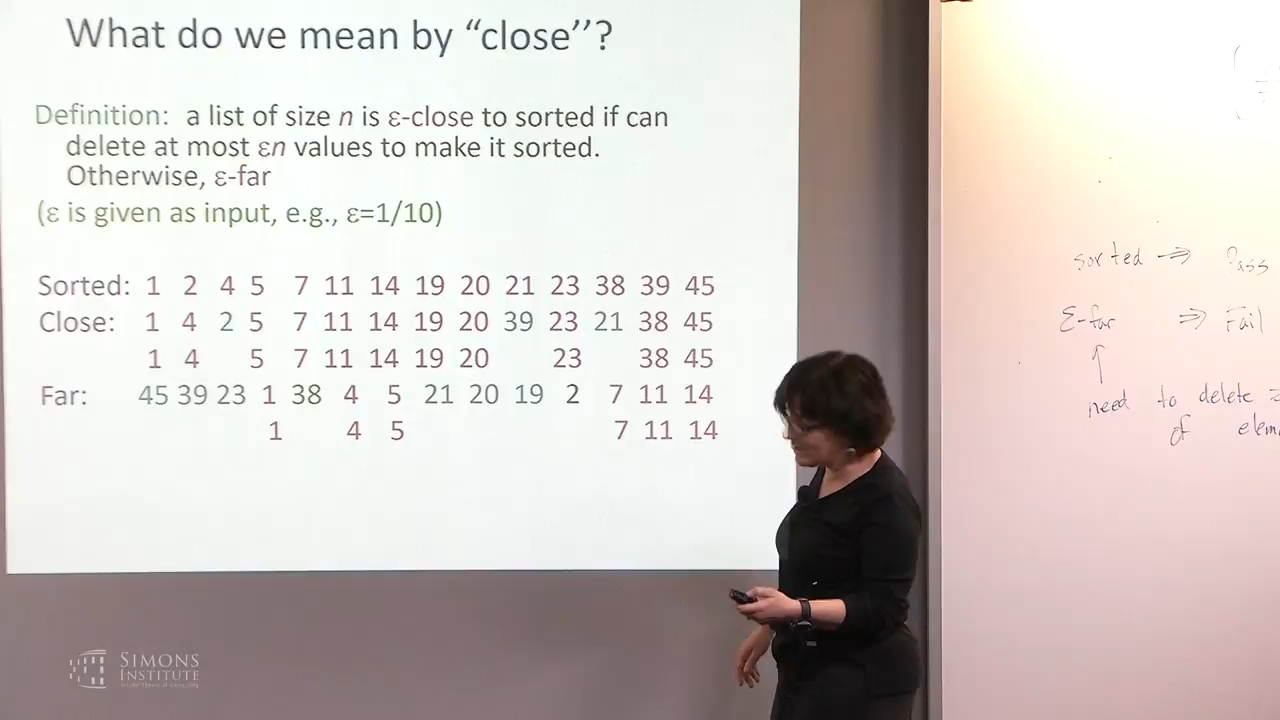 What do we mean by “close”?
Definition: a list of size n is ε-close to sorted if can
delete at most εn values to make it sorted.
Otherwise, ε-far
(ε is given as input, e.g., ε=1/10)
Sorted: 1 2 4 5 7 11 14 19 20 21 23 38 39 45
Close: 1 4 2 5 7 11 14 19 20 39 23 21 38 45
1 4 5 7 11 14 19 20 23 38 45
Far: 45 39 23 1 38 4 5 21 20 19 2 7 11 14
1 4 5 7 11 14
sorted ⇒ Pass
ε-far ⇒ Fail
need to delete
of
SIMONS
INSTITUTE